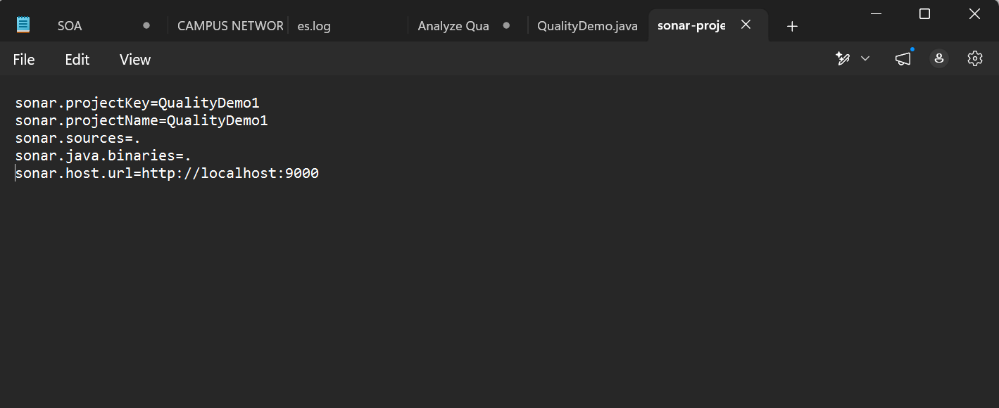 SOA CAMPUS NETWOR es.log Analyze Qua QualityDemo.java sonar-proje
File Edit View
sonar.projectKey=QualityDemo1
sonar.projectName=QualityDemo1
sonar.sources=.
sonar.java.binaries=.
sonar.host.url=http://localhost:9000